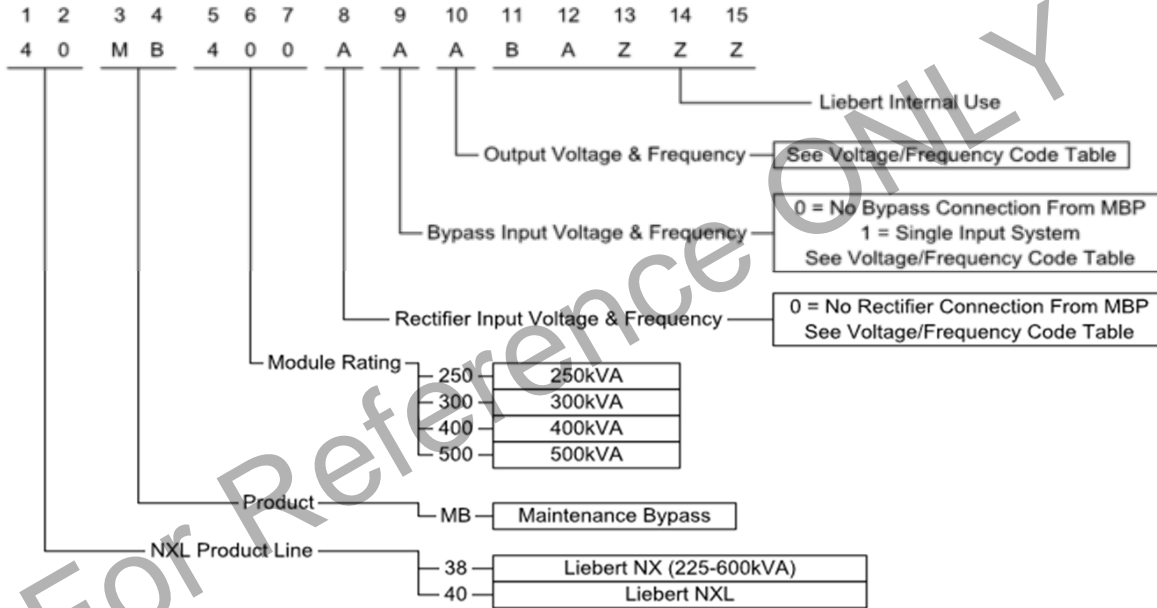 1 2 3 4 5 6 7 8 9 10 11 12 13 14 15
4 0 M B 4 0 0 A A A B A Z Z Z
Liebert Internal Use
Output Voltage & Frequency See Voltage/Frequency Code Table
0 = No Bypass Connection From MBP
Bypass Input Voltage & Frequency 1 = Single Input System
See Voltage/Frequency Code Table
Rectifier Input Voltage & Frequency 0 = No Rectifier Connection From MBP
See Voltage/Frequency Code Table
Module Rating
250 250kVA
300 300kVA
400 400kVA
500 500kVA
Product
MB Maintenance Bypass
NXL Product Line
38 Liebert NX (225-600kVA)
40 Liebert NXL
For Reference ONLY